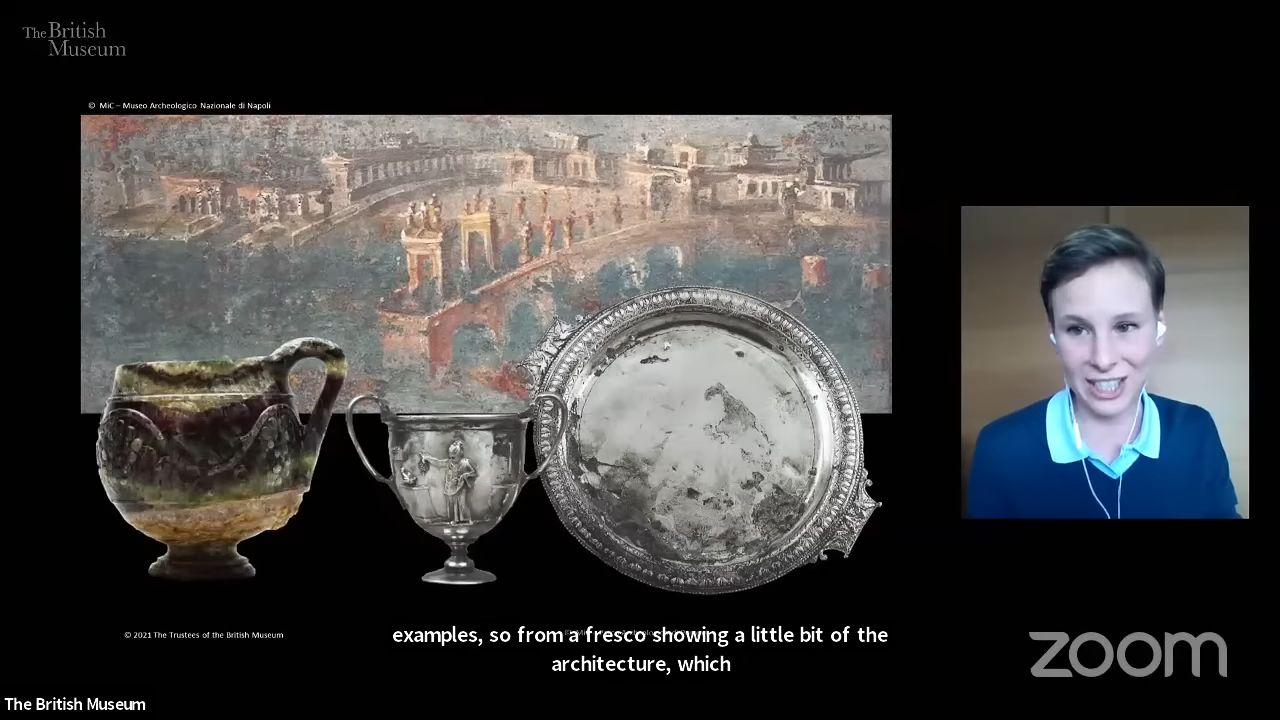 The British
Museum
© MiC – Museo Archeologico Nazionale di Napoli
© 2021 The Trustees of the British Museum
examples, so from a fresco showing a little bit of the
architecture, which
zoom
The British Museum